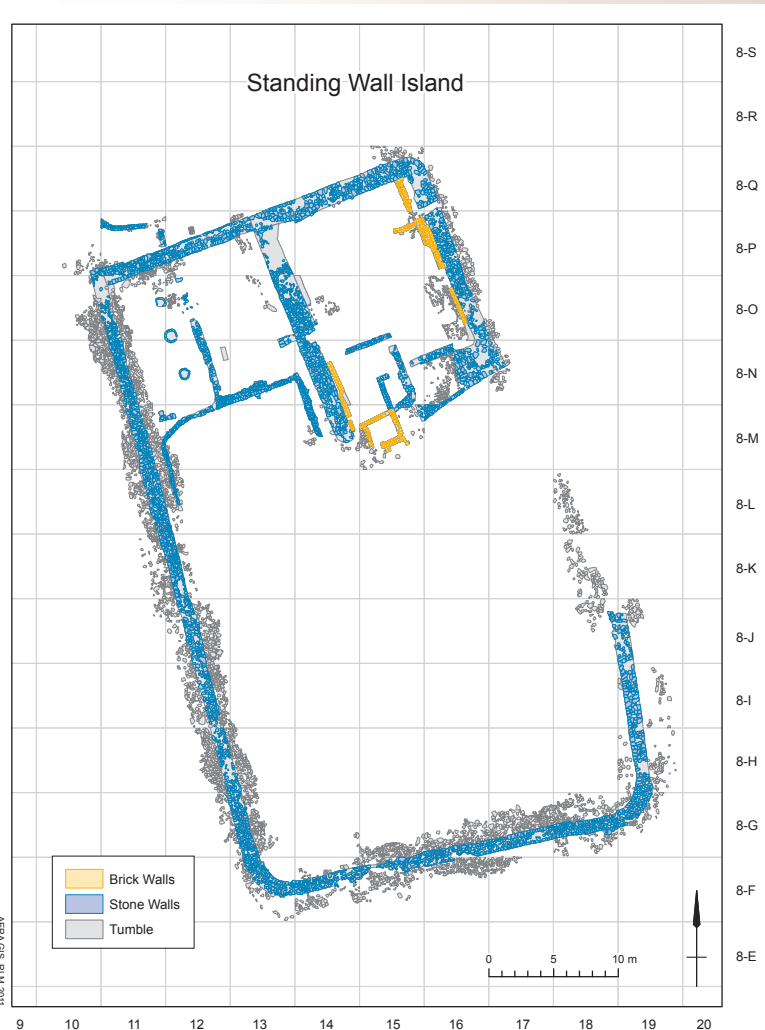 Standing Wall Island
8-S
8-R
8-Q
8-P
8-O
8-N
8-M
8-L
8-K
8-J
8-I
8-H
8-G
8-F
8-E
Brick Walls
Stone Walls
Tumble
0 5 10 m
9 10 11 12 13 14 15 16 17 18 19 20